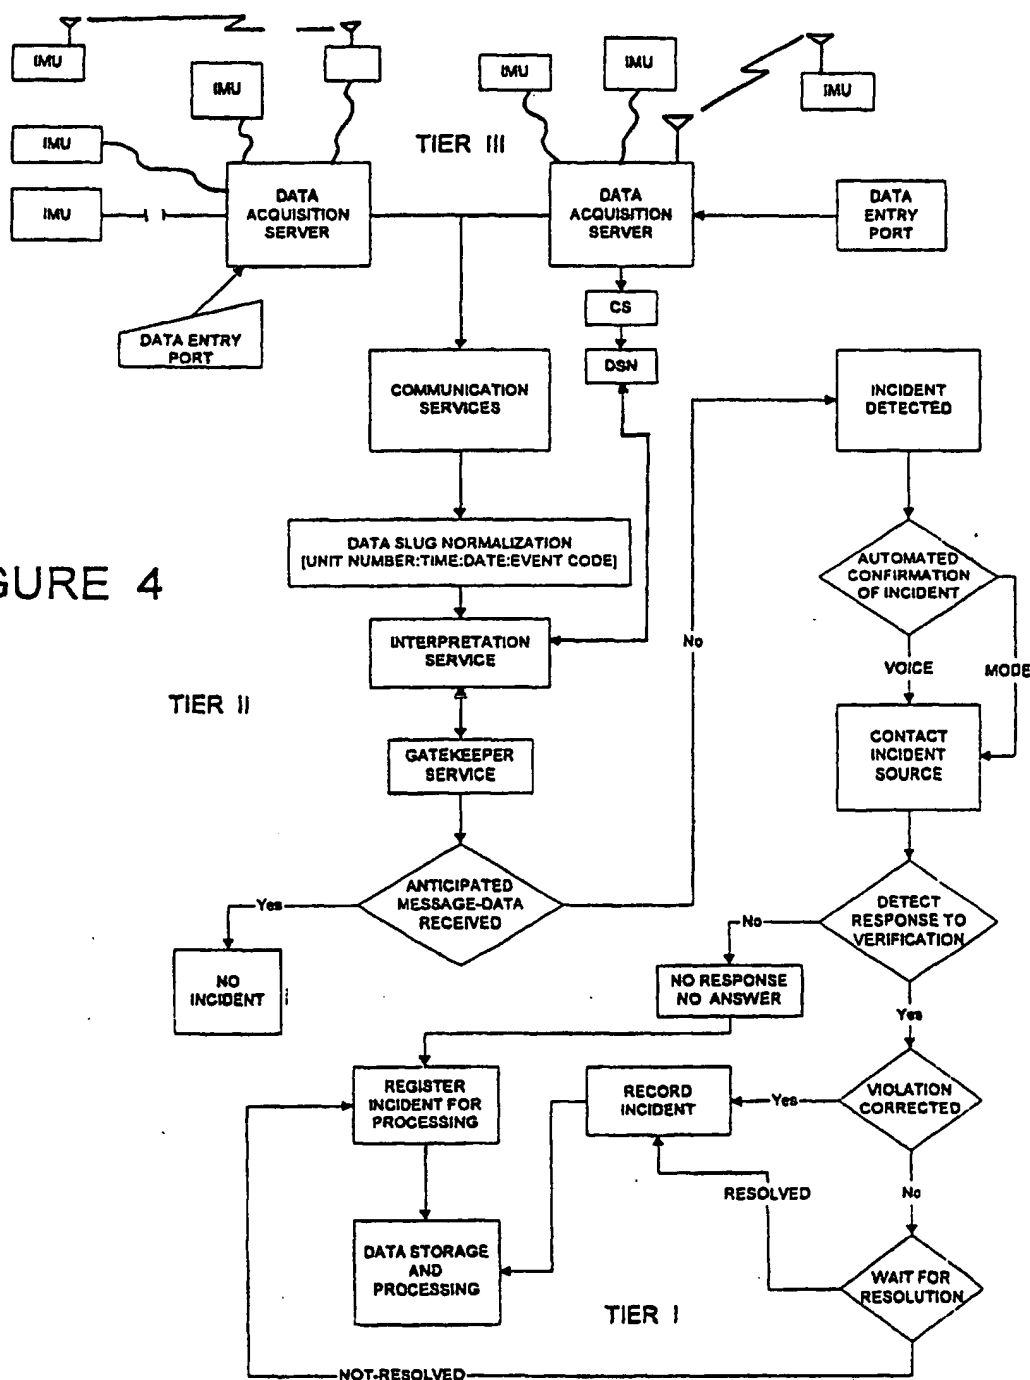 IMU
IMU
IMU
IMU
IMU
IMU
IMU
TIER III
DATA
ACQUISITION
SERVER
DATA
ACQUISITION
SERVER
DATA
ENTRY
PORT
DATA ENTRY
PORT
CS
DSN
COMMUNICATION
SERVICES
INCIDENT
DETECTED
DATA SLUG NORMALIZATION
[UNIT NUMBER:TIME:DATE:EVENT CODE]
AUTOMATED
CONFIRMATION
OF INCIDENT
GURE 4
INTERPRETATION
SERVICE
No
VOICE
MODE
TIER II
GATEKEEPER
SERVICE
CONTACT
INCIDENT
SOURCE
ANTICIPATED
MESSAGE-DATA
RECEIVED
Yes
DETECT
RESPONSE TO
VERIFICATION
No
NO
INCIDENT
NO RESPONSE
NO ANSWER
Yes
REGISTER
INCIDENT FOR
PROCESSING
RECORD
INCIDENT
Yes
VIOLATION
CORRECTED
RESOLVED
No
DATA STORAGE
AND
PROCESSING
WAIT FOR
RESOLUTION
TIER I
NOT-RESOLVED